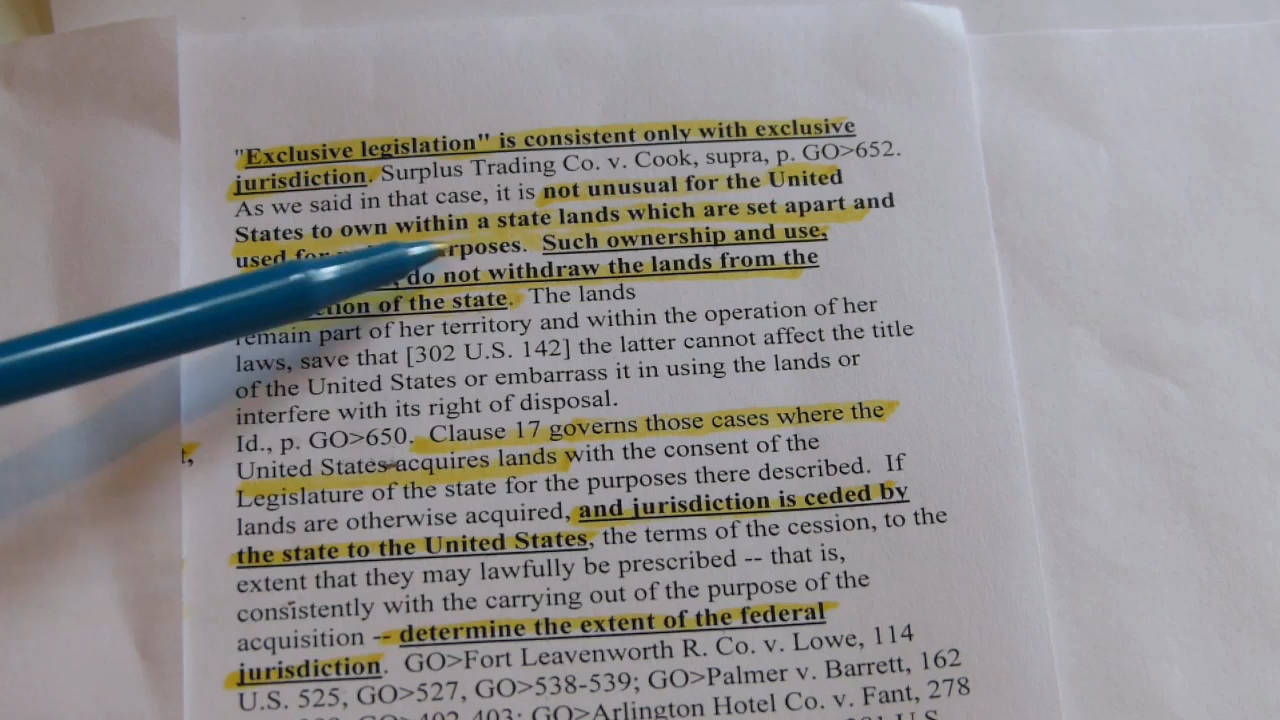 "Exclusive legislation" is consistent only with exclusive
jurisdiction. Surplus Trading Co. v. Cook, supra, p. GO>652.
As we said in that case, it is not unusual for the United
States to own within a state lands which are set apart and
used for purposes. Such ownership and use,
do not withdraw the lands from the
of the state. The lands
remain part of her territory and within the operation of her
laws, save that [302 U.S. 142] the latter cannot affect the title
of the United States or embarrass it in using the lands or
interfere with its right of disposal.
Id., p. GO>650. Clause 17 governs those cases where the
United States acquires lands with the consent of the
Legislature of the state for the purposes there described. If
lands are otherwise acquired, and jurisdiction is ceded by
the state to the United States, the terms of the cession, to the
extent that they may lawfully be prescribed -- that is,
consistently with the carrying out of the purpose of the
acquisition -- determine the extent of the federal
jurisdiction. GO>Fort Leavenworth R. Co. v. Lowe, 114
U.S. 525, GO>527, GO>538-539; GO>Palmer v. Barrett, 162
GO>402-403; GO>Arlington Hotel Co. v. Fant, 278
U.S.